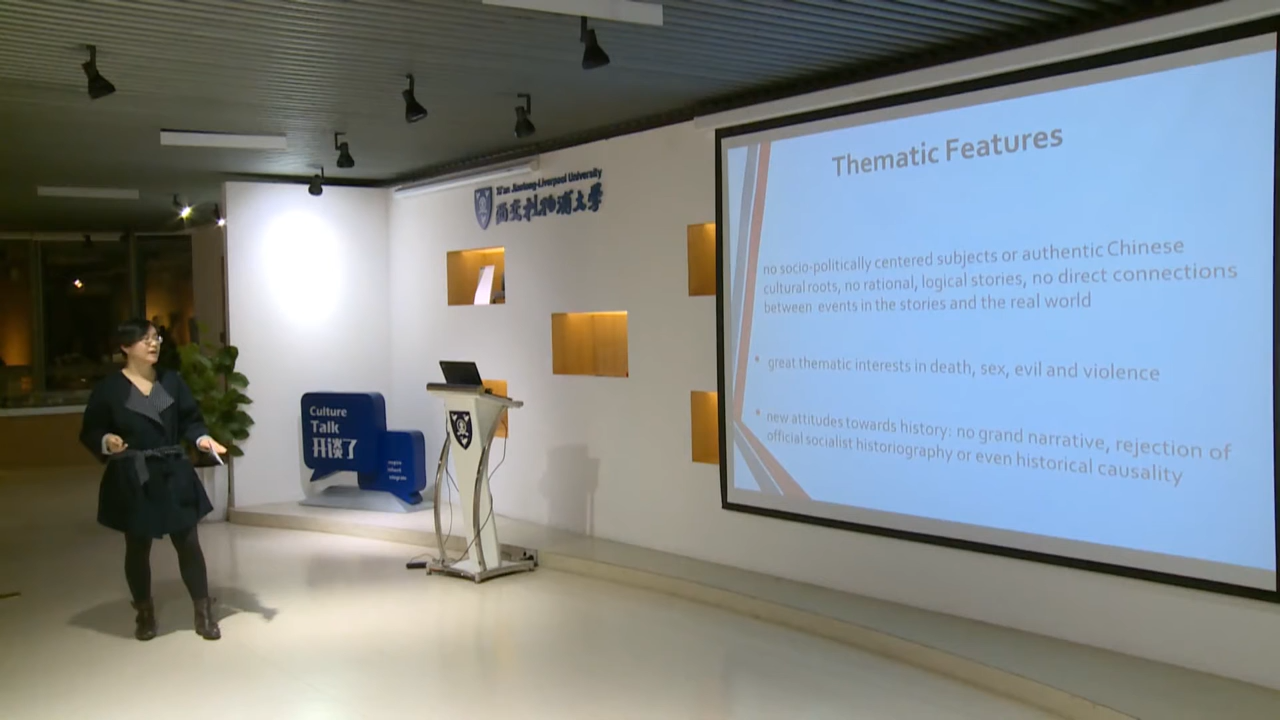 Xi'an Jiaotong-Liverpool University
西交利物浦大学
Culture
Talk
开谈了
Thematic Features
no socio-politically centered subjects or authentic Chinese
cultural roots, no rational, logical stories, no direct connections
between events in the stories and the real world
• great thematic interests in death, sex, evil and violence
• new attitudes towards history: no grand narrative, rejection of
official socialist historiography or even historical causality